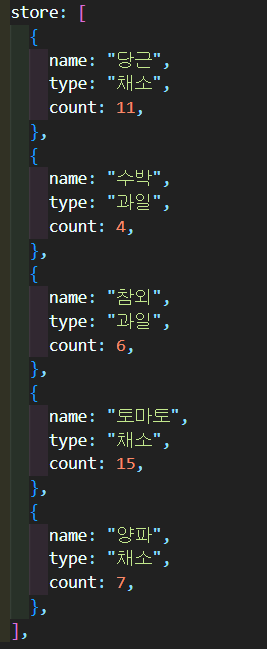 store: [
{
name: "당근",
type: "채소",
count: 11,
},
{
name: "수박",
type: "과일",
count: 4,
},
{
name: "참외",
type: "과일",
count: 6,
},
{
name: "토마토",
type: "채소",
count: 15,
},
{
name: "양파",
type: "채소",
count: 7,
},
],